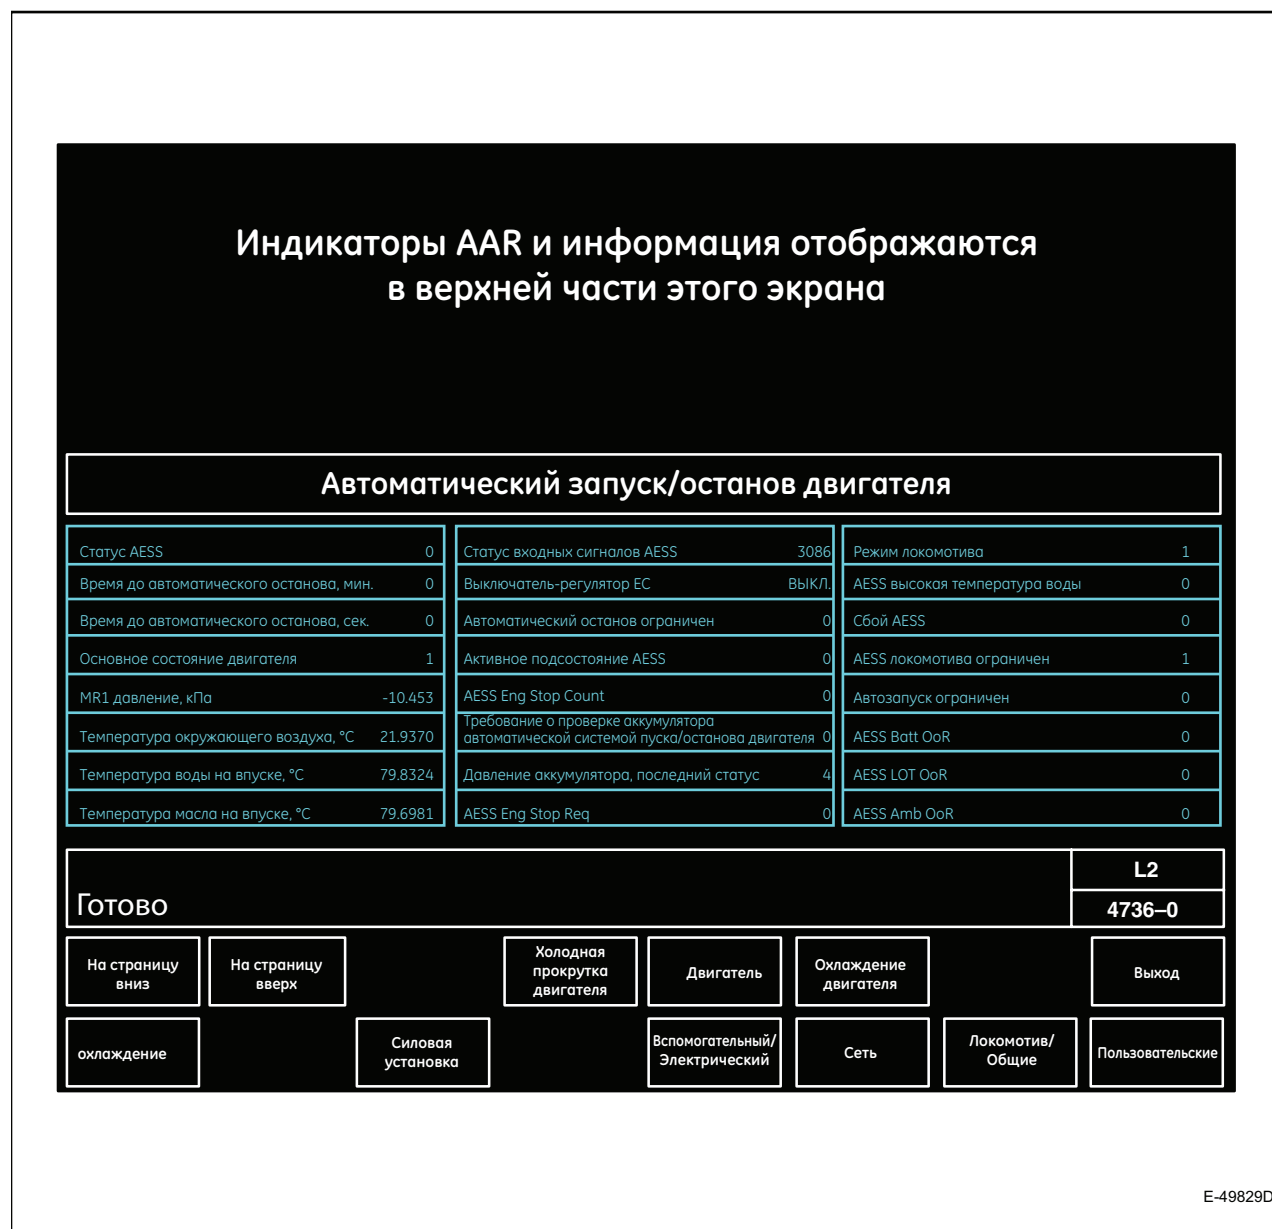 Индикаторы AAR и информация отображаются
в верхней части этого экрана
Автоматический запуск/останов двигателя
Статус AESS 0
Время до автоматического останова, мин. 0
Время до автоматического останова, сек. 0
Основное состояние двигателя 1
MR1 давление, кПа -10.453
Температура окружающего воздуха, °C 21.9370
Температура воды на впуске, °C 79.8324
Температура масла на впуске, °C 79.6981
Статус входных сигналов AESS 3086
Выключатель-регулятор EC ВЫКЛ.
Автоматический останов ограничен 0
Активное подсостояние AESS 0
AESS Eng Stop Count 0
Требование о проверке аккумулятора
автоматической системой пуска/останова двигателя 0
Давление аккумулятора, последний статус 4
AESS Eng Stop Req 0
Режим локомотива 1
AESS высокая температура воды 0
Сбой AESS 0
AESS локомотива ограничен 1
Автозапуск ограничен 0
AESS Batt OoR 0
AESS LOT OoR 0
AESS Amb OoR 0
Готово
L2
4736–0
На страницу
вниз
На страницу
вверх
Холодная
прокрутка
двигателя
Двигатель
Охлаждение
двигателя
Выход
охлаждение
Силовая
установка
Вспомогательный/
Электрический
Сеть
Локомотив/
Общие
Пользовательские
E-49829D